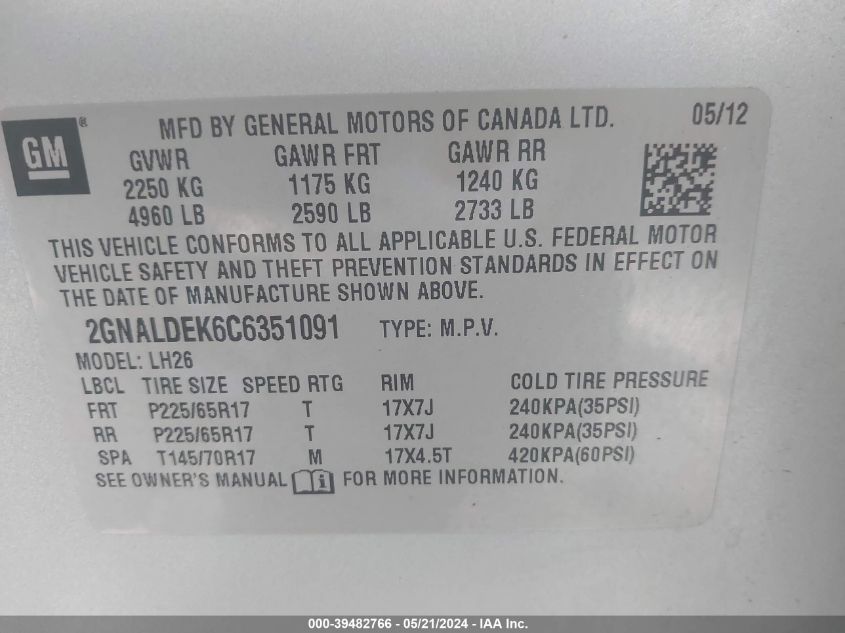 GM®
MFD BY GENERAL MOTORS OF CANADA LTD. 05/12
GVWR GAWR FRT GAWR RR
2250 KG 1175 KG 1240 KG
4960 LB 2590 LB 2733 LB
THIS VEHICLE CONFORMS TO ALL APPLICABLE U.S. FEDERAL MOTOR
VEHICLE SAFETY AND THEFT PREVENTION STANDARDS IN EFFECT ON
THE DATE OF MANUFACTURE SHOWN ABOVE.
2GNALDEK6C6351091 TYPE: M.P.V.
MODEL: LH26
LBCL TIRE SIZE SPEED RTG RIM COLD TIRE PRESSURE
FRT P225/65R17 T 17X7J 240KPA(35PSI)
RR P225/65R17 T 17X7J 240KPA(35PSI)
SPA T145/70R17 M 17X4.5T 420KPA(60PSI)
SEE OWNER'S MANUAL FOR MORE INFORMATION.
000-39482766 - 05/21/2024 - IAA Inc.